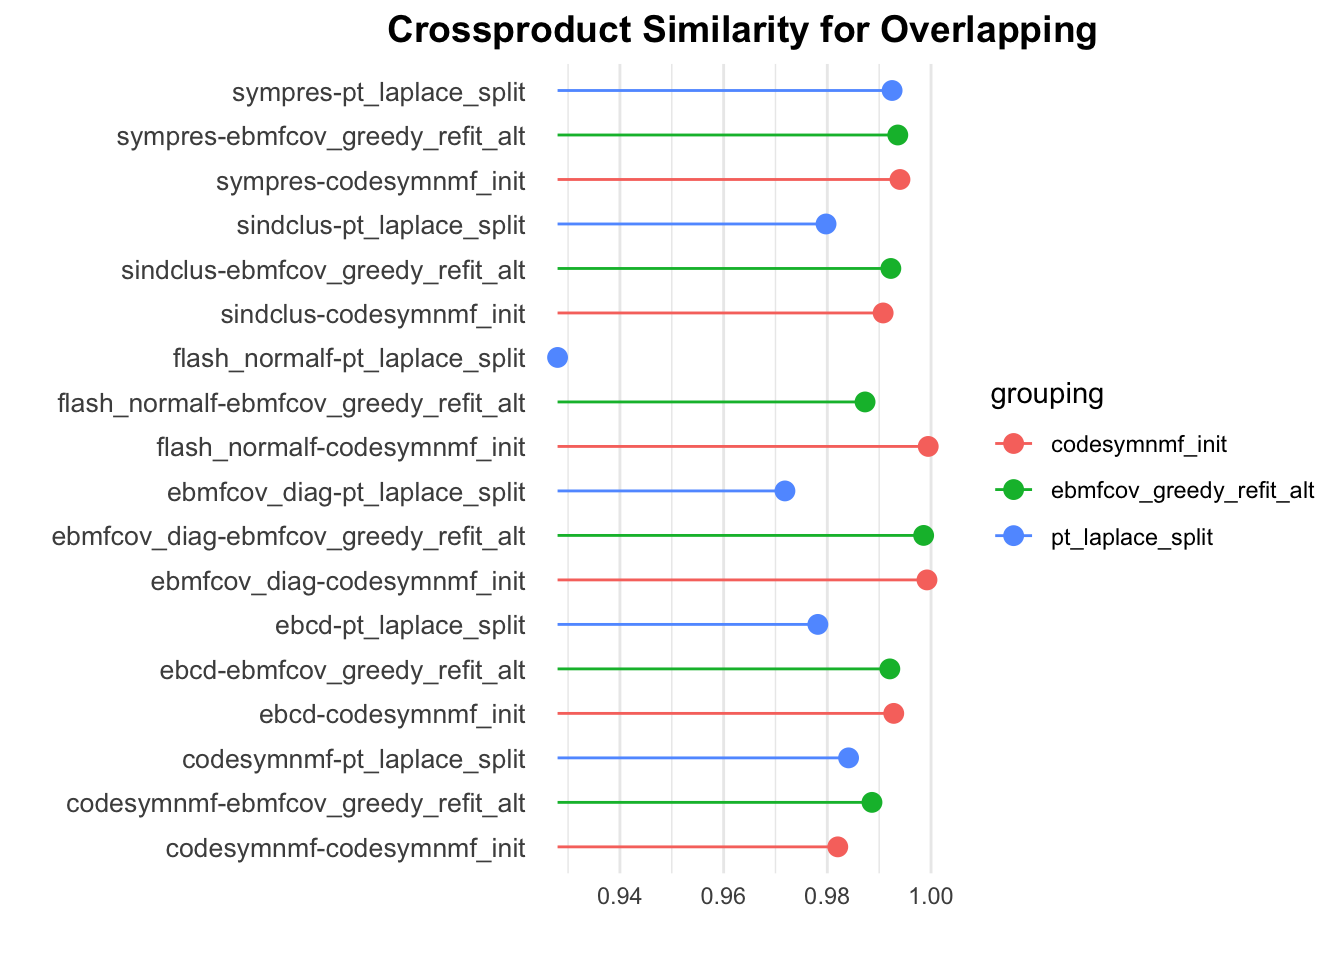 Crossproduct Similarity for Overlapping
sympres-pt_laplace_split
sympres-ebmfcov_greedy_refit_alt
sympres-codesymnmf_init
sindclus-pt_laplace_split
sindclus-ebmfcov_greedy_refit_alt
sindclus-codesymnmf_init
flash_normalf-pt_laplace_split
flash_normalf-ebmfcov_greedy_refit_alt
flash_normalf-codesymnmf_init
ebmfcov_diag-pt_laplace_split
ebmfcov_diag-ebmfcov_greedy_refit_alt
ebmfcov_diag-codesymnmf_init
ebcd-pt_laplace_split
ebcd-ebmfcov_greedy_refit_alt
ebcd-codesymnmf_init
codesymnmf-pt_laplace_split
codesymnmf-ebmfcov_greedy_refit_alt
codesymnmf-codesymnmf_init
0.94 0.96 0.98 1.00
grouping
codesymnmf_init
ebmfcov_greedy_refit_alt
pt_laplace_split